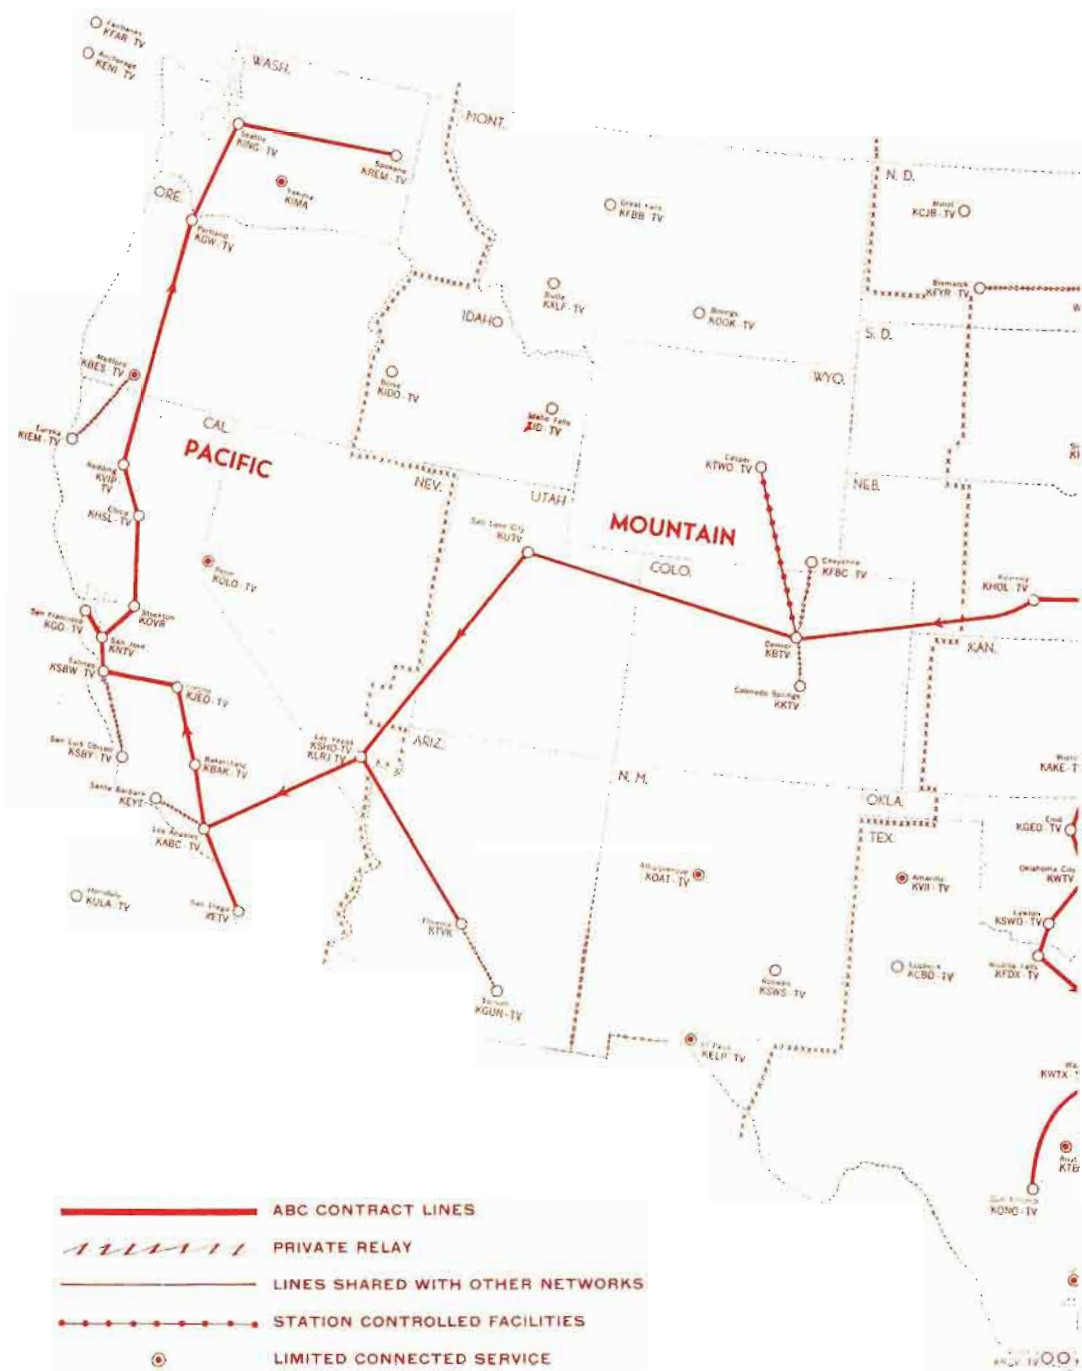 Fairbanks
KFAR-TV
Anchorage
KENI-TV
WASH.
Seattle
KING-TV
Spokane
KREM-TV
MONT.
Yakima
KIMA
ORE.
Portland
KGW-TV
Great Falls
KFBB TV
N. D.
Minot
KCJB-TV
Bismarck
KFYR TV
Butte
KXLF-TV
Billings
KOOK-TV
IDAHO
S. D.
Medford
KBES-TV
Boise
KIDO-TV
Idaho Falls
WYO.
Eureka
KIEM-TV
CAL.
PACIFIC
Redding
KVIP
TV
Chico
KHSL-TV
NEV.
UTAH
Casper
KTWO TV
NEB.
MOUNTAIN
Salt Lake City
KUTV
Reno
KOLO-TV
COLO.
Cheyenne
KFBC-TV
Kearney
KHOL-TV
San Francisco
KGO-TV
Stockton
KOVR
San Jose
KNTV
Salinas
KSBW-TV
Fresno
KJEO-TV
Denver
KBTV
KAN.
Colorado Springs
KKTV
San Luis Obispo
KSBY-TV
Bakersfield
KBAK-TV
Las Vegas
KSHO-TV
KLRJ TV
ARIZ.
N. M.
KAKE-T
Santa Barbara
KEYT
OKLA.
TEX.
Enid
KGEO-TV
Los Angeles
KABC-TV
Honolulu
KULA-TV
San Diego
XETV
Albuquerque
KOAT-TV
Amarillo
KVII-TV
Oklahoma City
KWTV
Phoenix
KTVK
Lawton
KSWO-TV
Wichita Falls
KFDX-TV
Lubbock
KCBD-TV
Roswell
KSWS-TV
Tucson
KGUN-TV
El Paso
KELP TV
Wa
KWTX
KTE
San Antonio
KONO-TV
ABC CONTRACT LINES
PRIVATE RELAY
LINES SHARED WITH OTHER NETWORKS
STATION CONTROLLED FACILITIES
LIMITED CONNECTED SERVICE